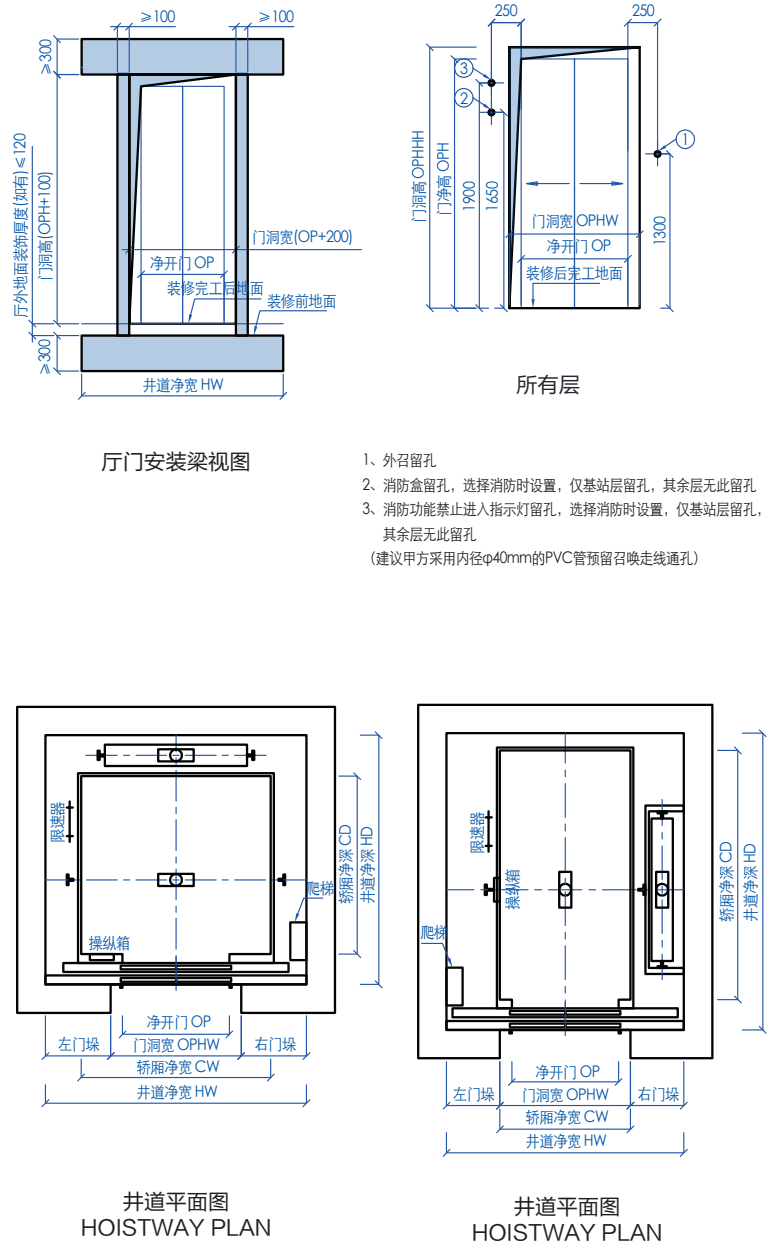 ≥100
≥100
≥300
厅外地面装饰厚度(如有)≤120
门洞高(OPH+100)
门洞宽(OP+200)
净开门 OP
装修完工后地面
装修前地面
≥300
井道净宽 HW
厅门安装梁视图
250
250
③
②
①
门洞高 OPHHH
门净高 OPH
1900
1650
1300
门洞宽 OPHW
净开门 OP
装修后完工地面
所有层
1、外召留孔
2、消防盒留孔，选择消防时设置，仅基站层留孔，其余层无此留孔
3、消防功能禁止进入指示灯留孔，选择消防时设置，仅基站层留孔，
其余层无此留孔
（建议甲方采用内径φ40mm的PVC管预留召唤走线通孔）
限速器
轿厢净深 CD
井道净深 HD
爬梯
操纵箱
净开门 OP
左门垛
门洞宽 OPHW
右门垛
轿厢净宽 CW
井道净宽 HW
井道平面图
HOISTWAY PLAN
限速器
操纵箱
轿厢净深 CD
井道净深 HD
爬梯
净开门 OP
左门垛
门洞宽 OPHW
右门垛
轿厢净宽 CW
井道净宽 HW
井道平面图
HOISTWAY PLAN